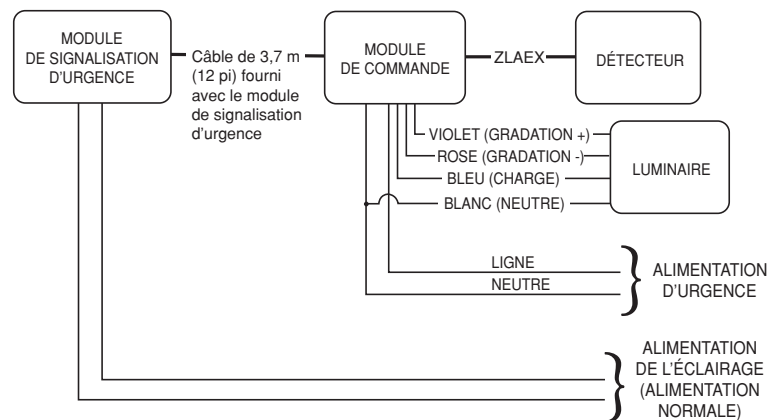 MODULE
DE SIGNALISATION
D'URGENCE
Câble de 3,7 m
(12 pi) fourni
avec le module
de signalisation
d'urgence
MODULE
DE COMMANDE
ZLAEX
DÉTECTEUR
VIOLET (GRADATION +)
ROSE (GRADATION -)
BLEU (CHARGE)
BLANC (NEUTRE)
LUMINAIRE
LIGNE
NEUTRE
ALIMENTATION
D'URGENCE
ALIMENTATION
DE L'ÉCLAIRAGE
(ALIMENTATION
NORMALE)